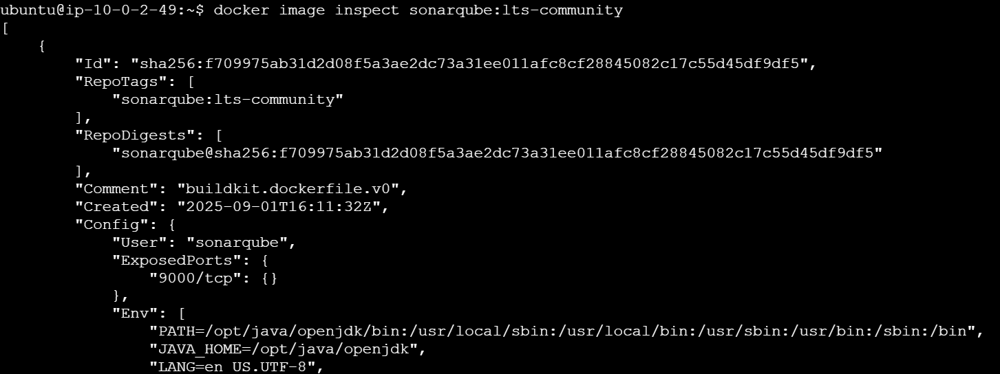 ubuntu@ip-10-0-2-49:~$ docker image inspect sonarqube:lts-community
[
    {
        "Id": "sha256:f709975ab31d2d08f5a3ae2dc73a31ee011afc8cf28845082c17c55d45df9df5",
        "RepoTags": [
            "sonarqube:lts-community"
        ],
        "RepoDigests": [
            "sonarqube@sha256:f709975ab31d2d08f5a3ae2dc73a31ee011afc8cf28845082c17c55d45df9df5"
        ],
        "Comment": "buildkit.dockerfile.v0",
        "Created": "2025-09-01T16:11:32Z",
        "Config": {
            "User": "sonarqube",
            "ExposedPorts": {
                "9000/tcp": {}
            },
            "Env": [
                "PATH=/opt/java/openjdk/bin:/usr/local/sbin:/usr/local/bin:/usr/sbin:/usr/bin:/sbin:/bin",
                "JAVA_HOME=/opt/java/openjdk",
                "LANG=en_US.UTF-8",